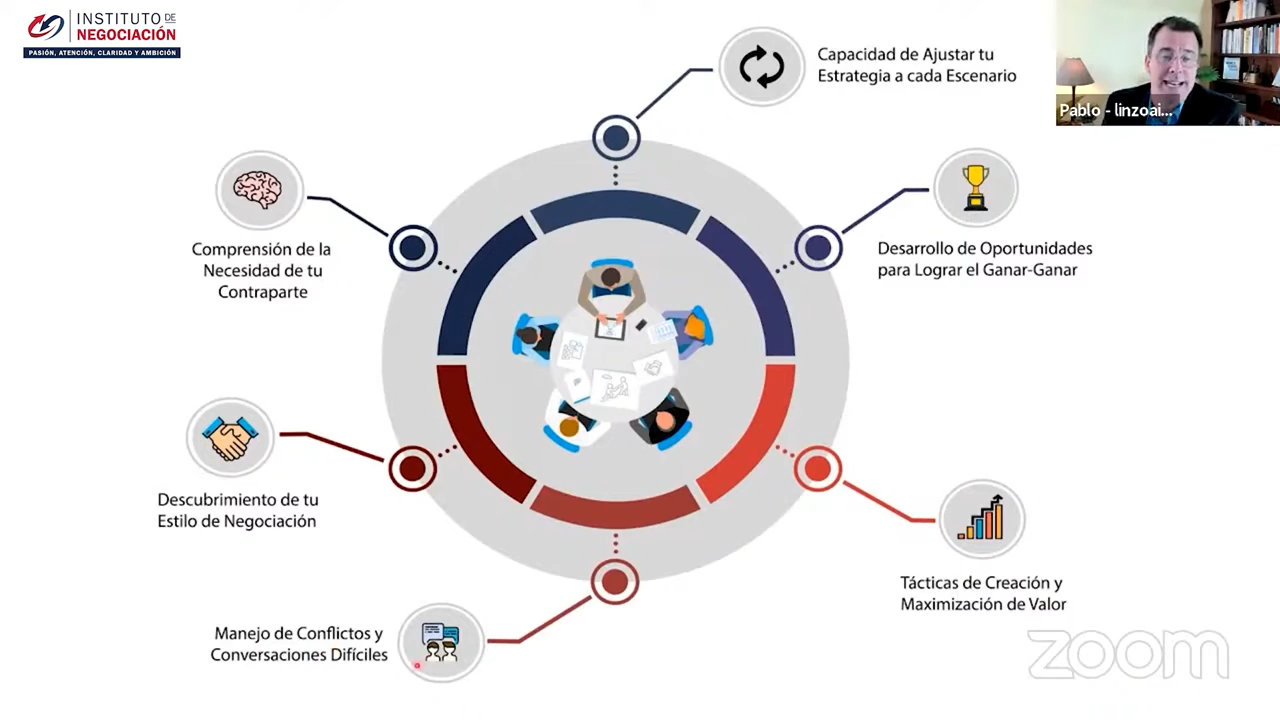 INSTITUTO DE
NEGOCIACIÓN
PASIÓN, ATENCIÓN, CLARIDAD Y AMBICIÓN
Capacidad de Ajustar tu
Estrategia a cada Escenario
Pablo - linzoai...
Comprensión de la
Necesidad de tu
Contraparte
Desarrollo de Oportunidades
para Lograr el Ganar-Ganar
Descubrimiento de tu
Estilo de Negociación
Tácticas de Creación y
Maximización de Valor
Manejo de Conflictos y
Conversaciones Difíciles
zoom